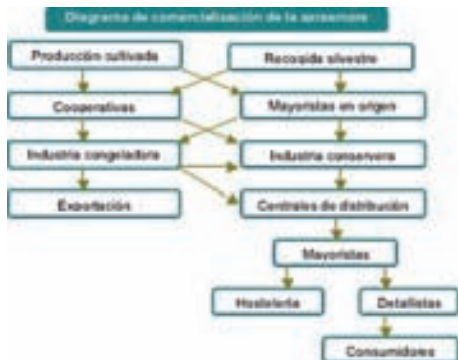 Diagrama de comercialización de la
Producción cultivada
Recogida silvestre
Cooperativas
Mayoristas en origen
Industria congeladora
Industria conservera
Exportación
Centrales de distribución
Mayoristas
Hostelería
Detallistas
Consumidores